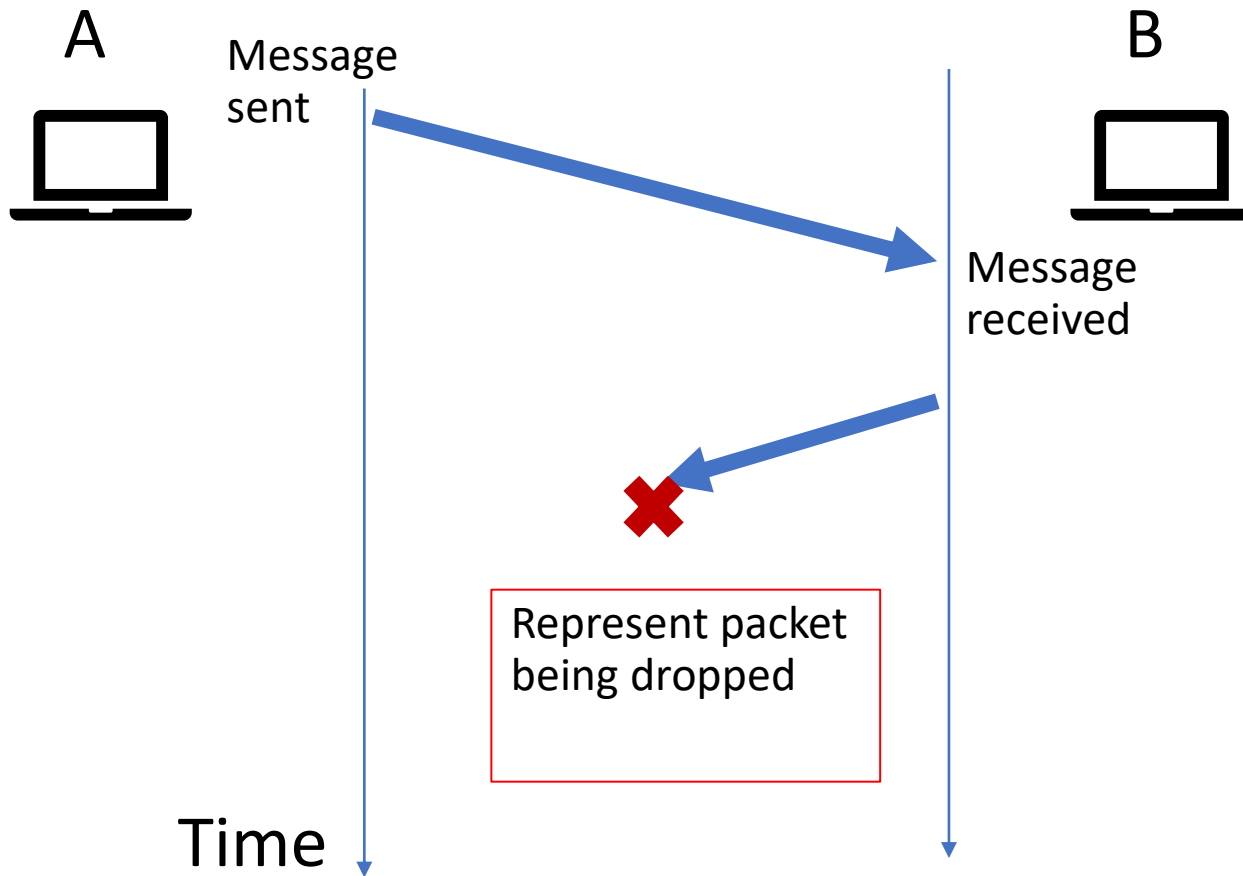 A
B
Message
sent
Message
received
Represent packet
being dropped
Time